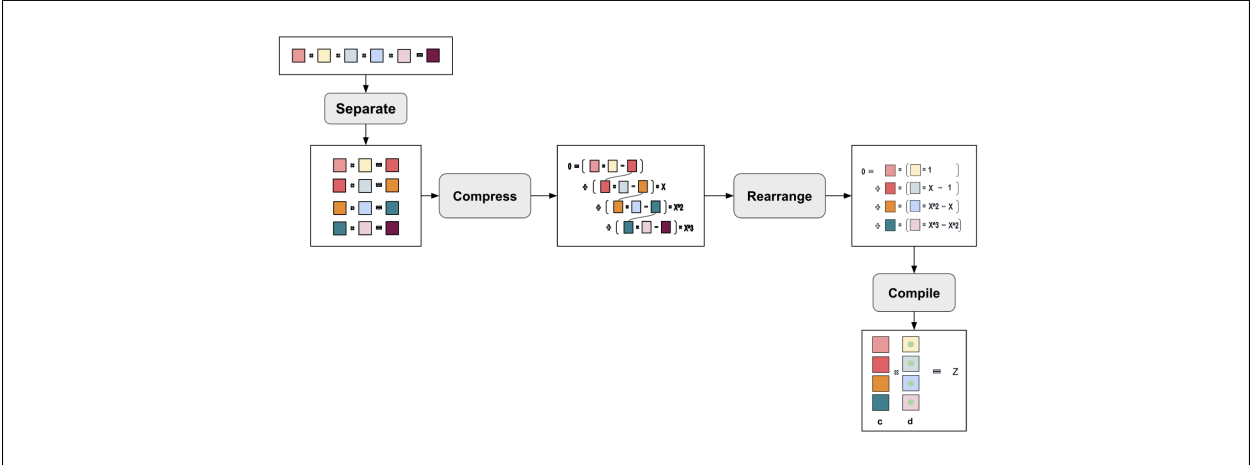 * * * * =
Separate
* =
* =
* =
* =
Compress
0 = ( * - )
+ ( * - ) * X
+ ( * - ) * X^2
+ ( * - ) * X^3
Rearrange
0 = * ( * 1 )
+ * ( * X - 1 )
+ * ( * X^2 - X )
+ * ( * X^3 - X^2 )
Compile
* = Z
c d